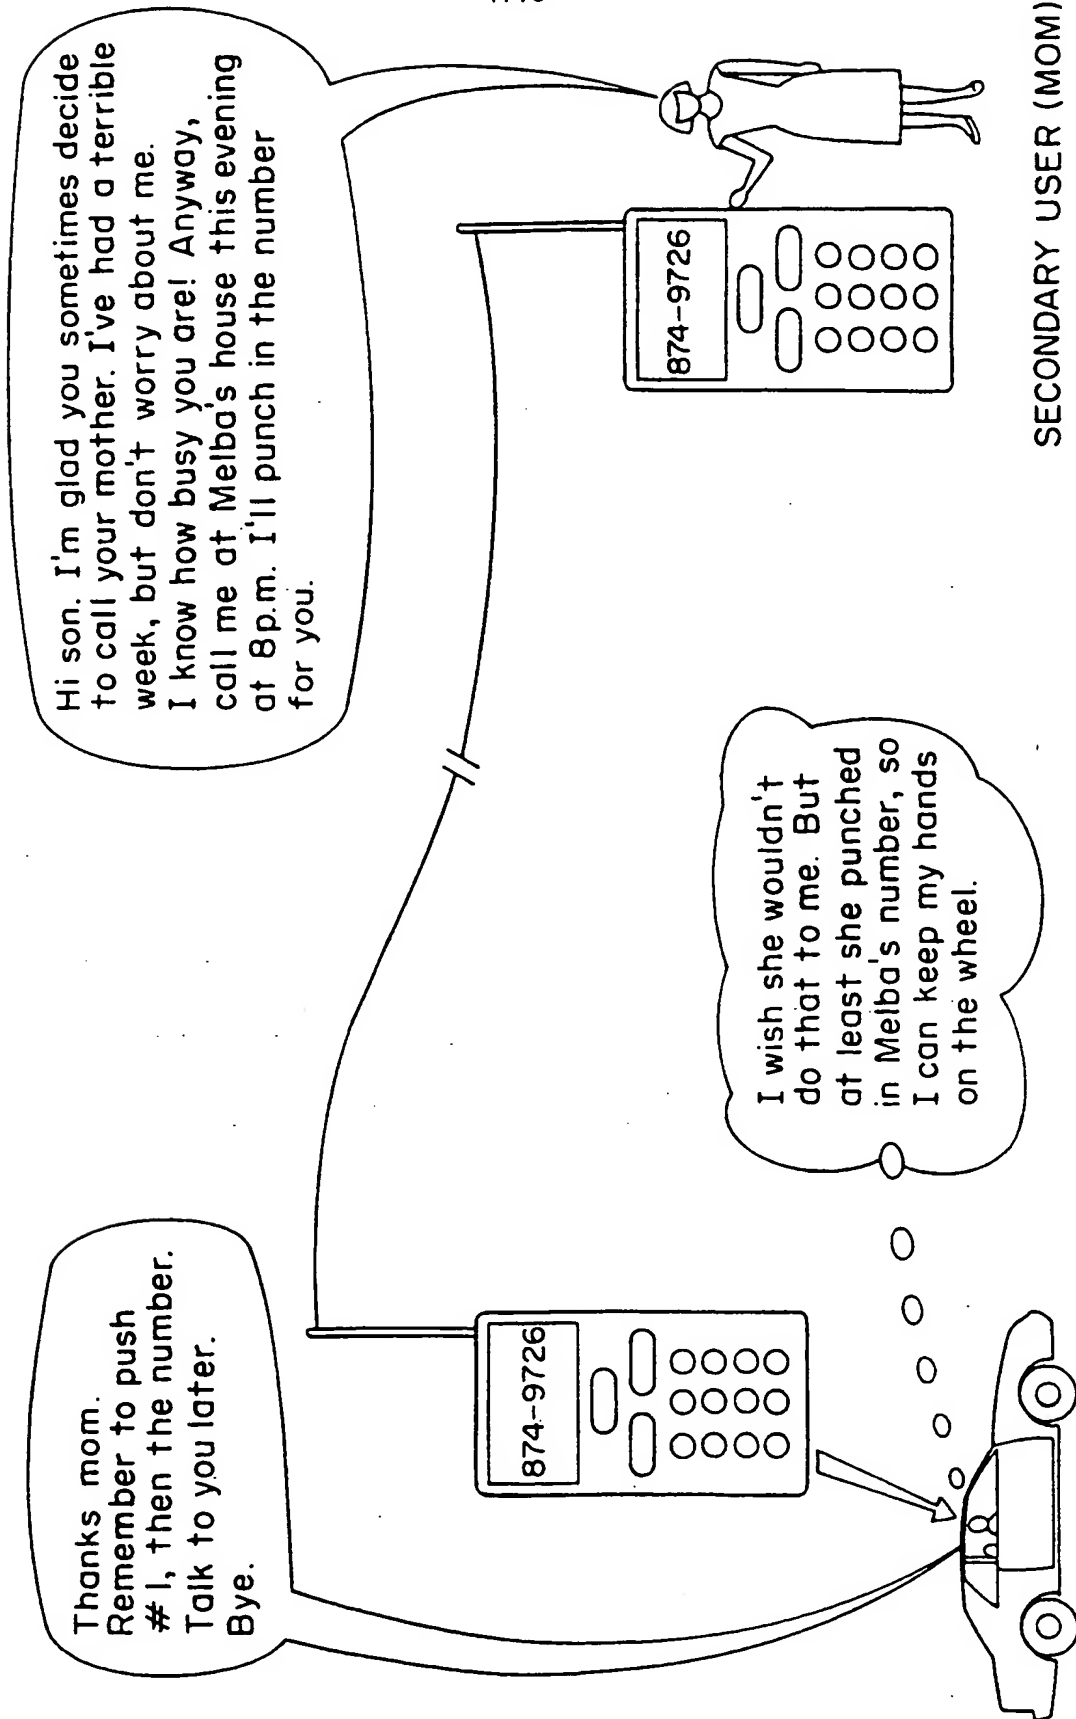 Thanks mom.
Remember to push
#1, then the number.
Talk to you later.
Bye.
Hi son. I'm glad you sometimes decide
to call your mother. I've had a terrible
week, but don't worry about me.
I know how busy you are! Anyway,
call me at Melba's house this evening
at 8p.m. I'll punch in the number
for you.
874-9726
874-9726
I wish she wouldn't
do that to me. But
at least she punched
in Melba's number, so
I can keep my hands
on the wheel.
SECONDARY USER (MOM)